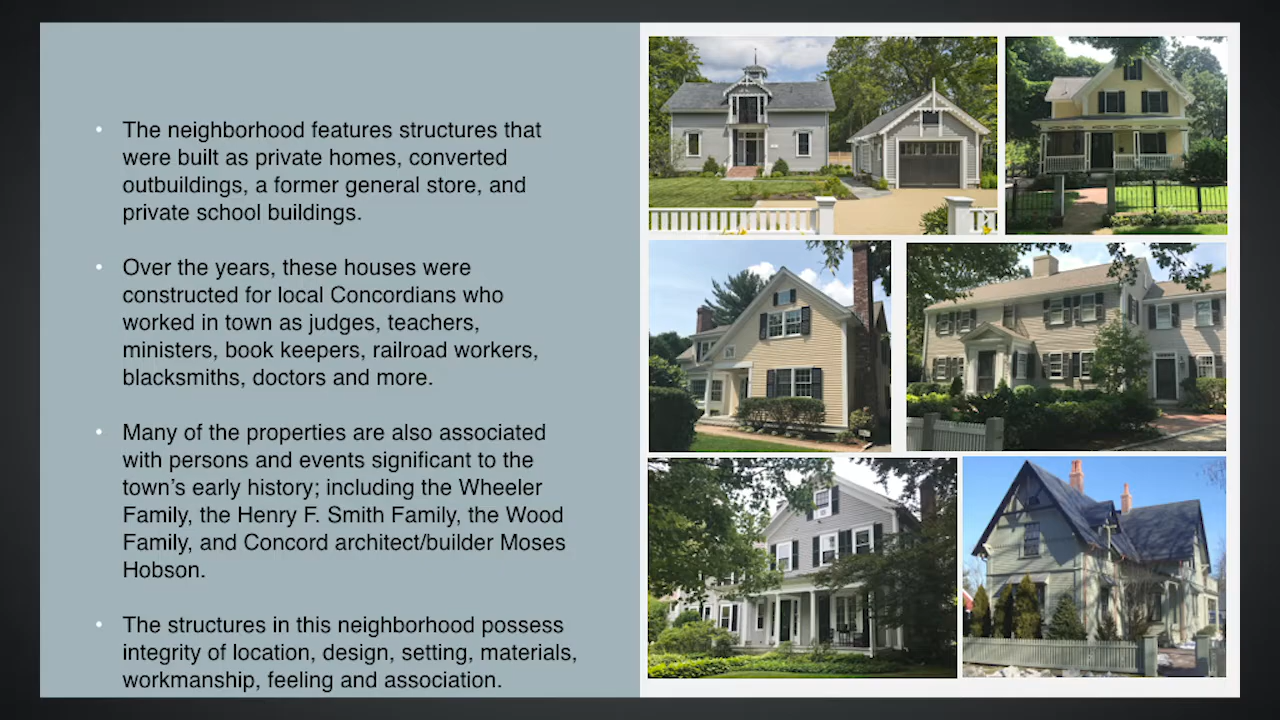 • The neighborhood features structures that
were built as private homes, converted
outbuildings, a former general store, and
private school buildings.
• Over the years, these houses were
constructed for local Concordians who
worked in town as judges, teachers,
ministers, book keepers, railroad workers,
blacksmiths, doctors and more.
• Many of the properties are also associated
with persons and events significant to the
town's early history; including the Wheeler
Family, the Henry F. Smith Family, the Wood
Family, and Concord architect/builder Moses
Hobson.
• The structures in this neighborhood possess
integrity of location, design, setting, materials,
workmanship, feeling and association.